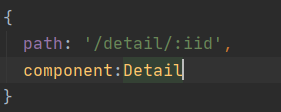 {
path: '/detail/:iid',
component:Detail
}